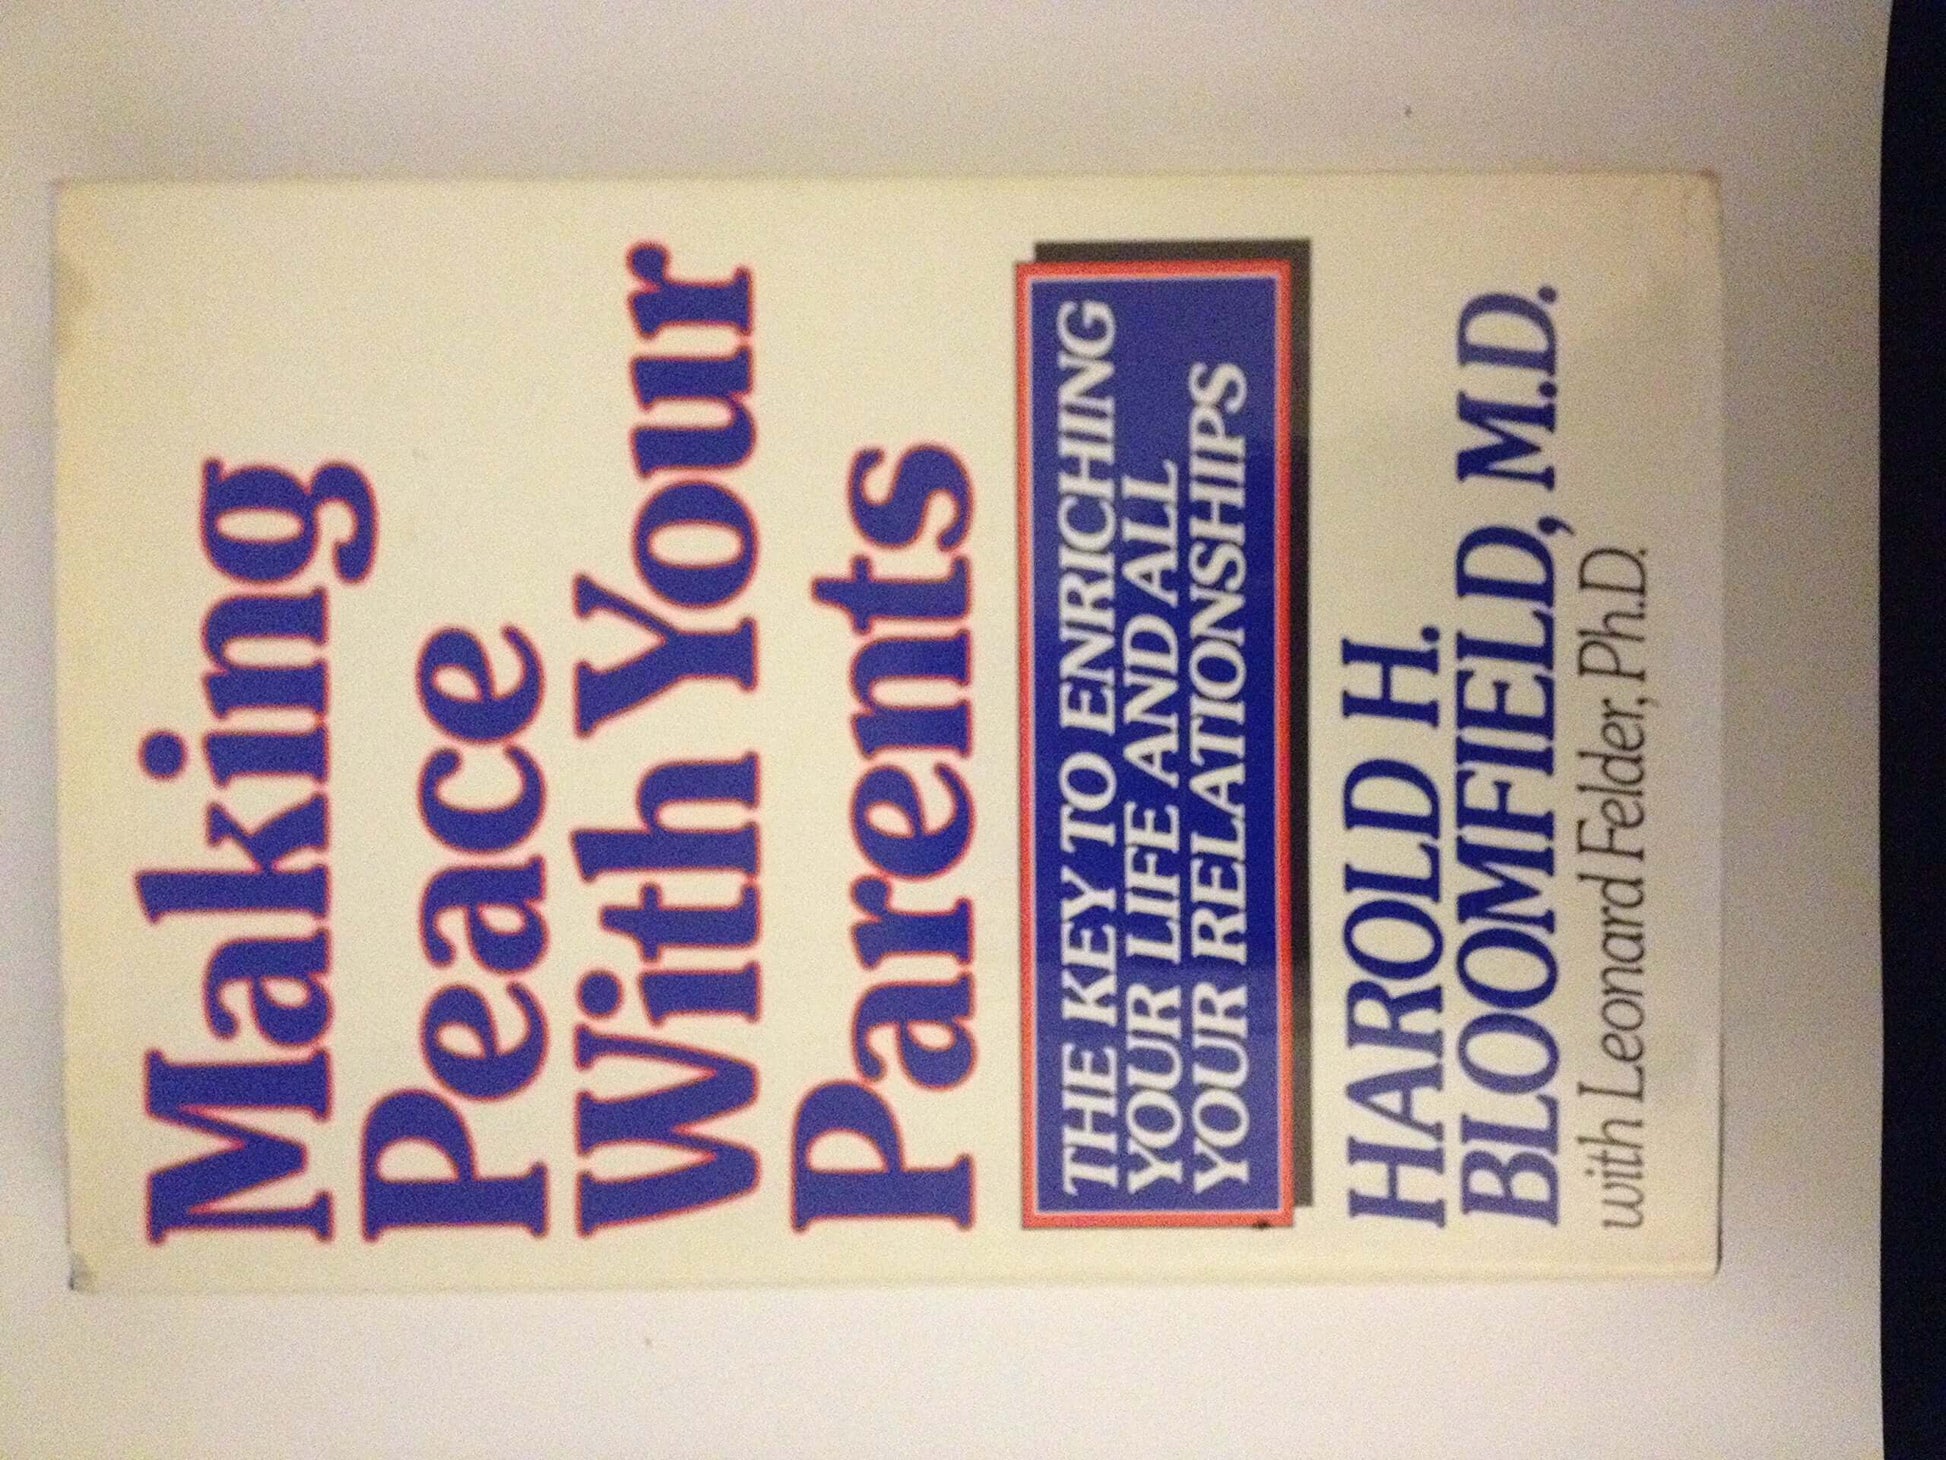 Making
Peace
With Your
Parents
THE KEY TO ENRICHING
YOUR LIFE AND ALL
YOUR RELATIONSHIPS
HAROLD H.
BLOOMFIELD, M.D.
with Leonard Felder, Ph.D.